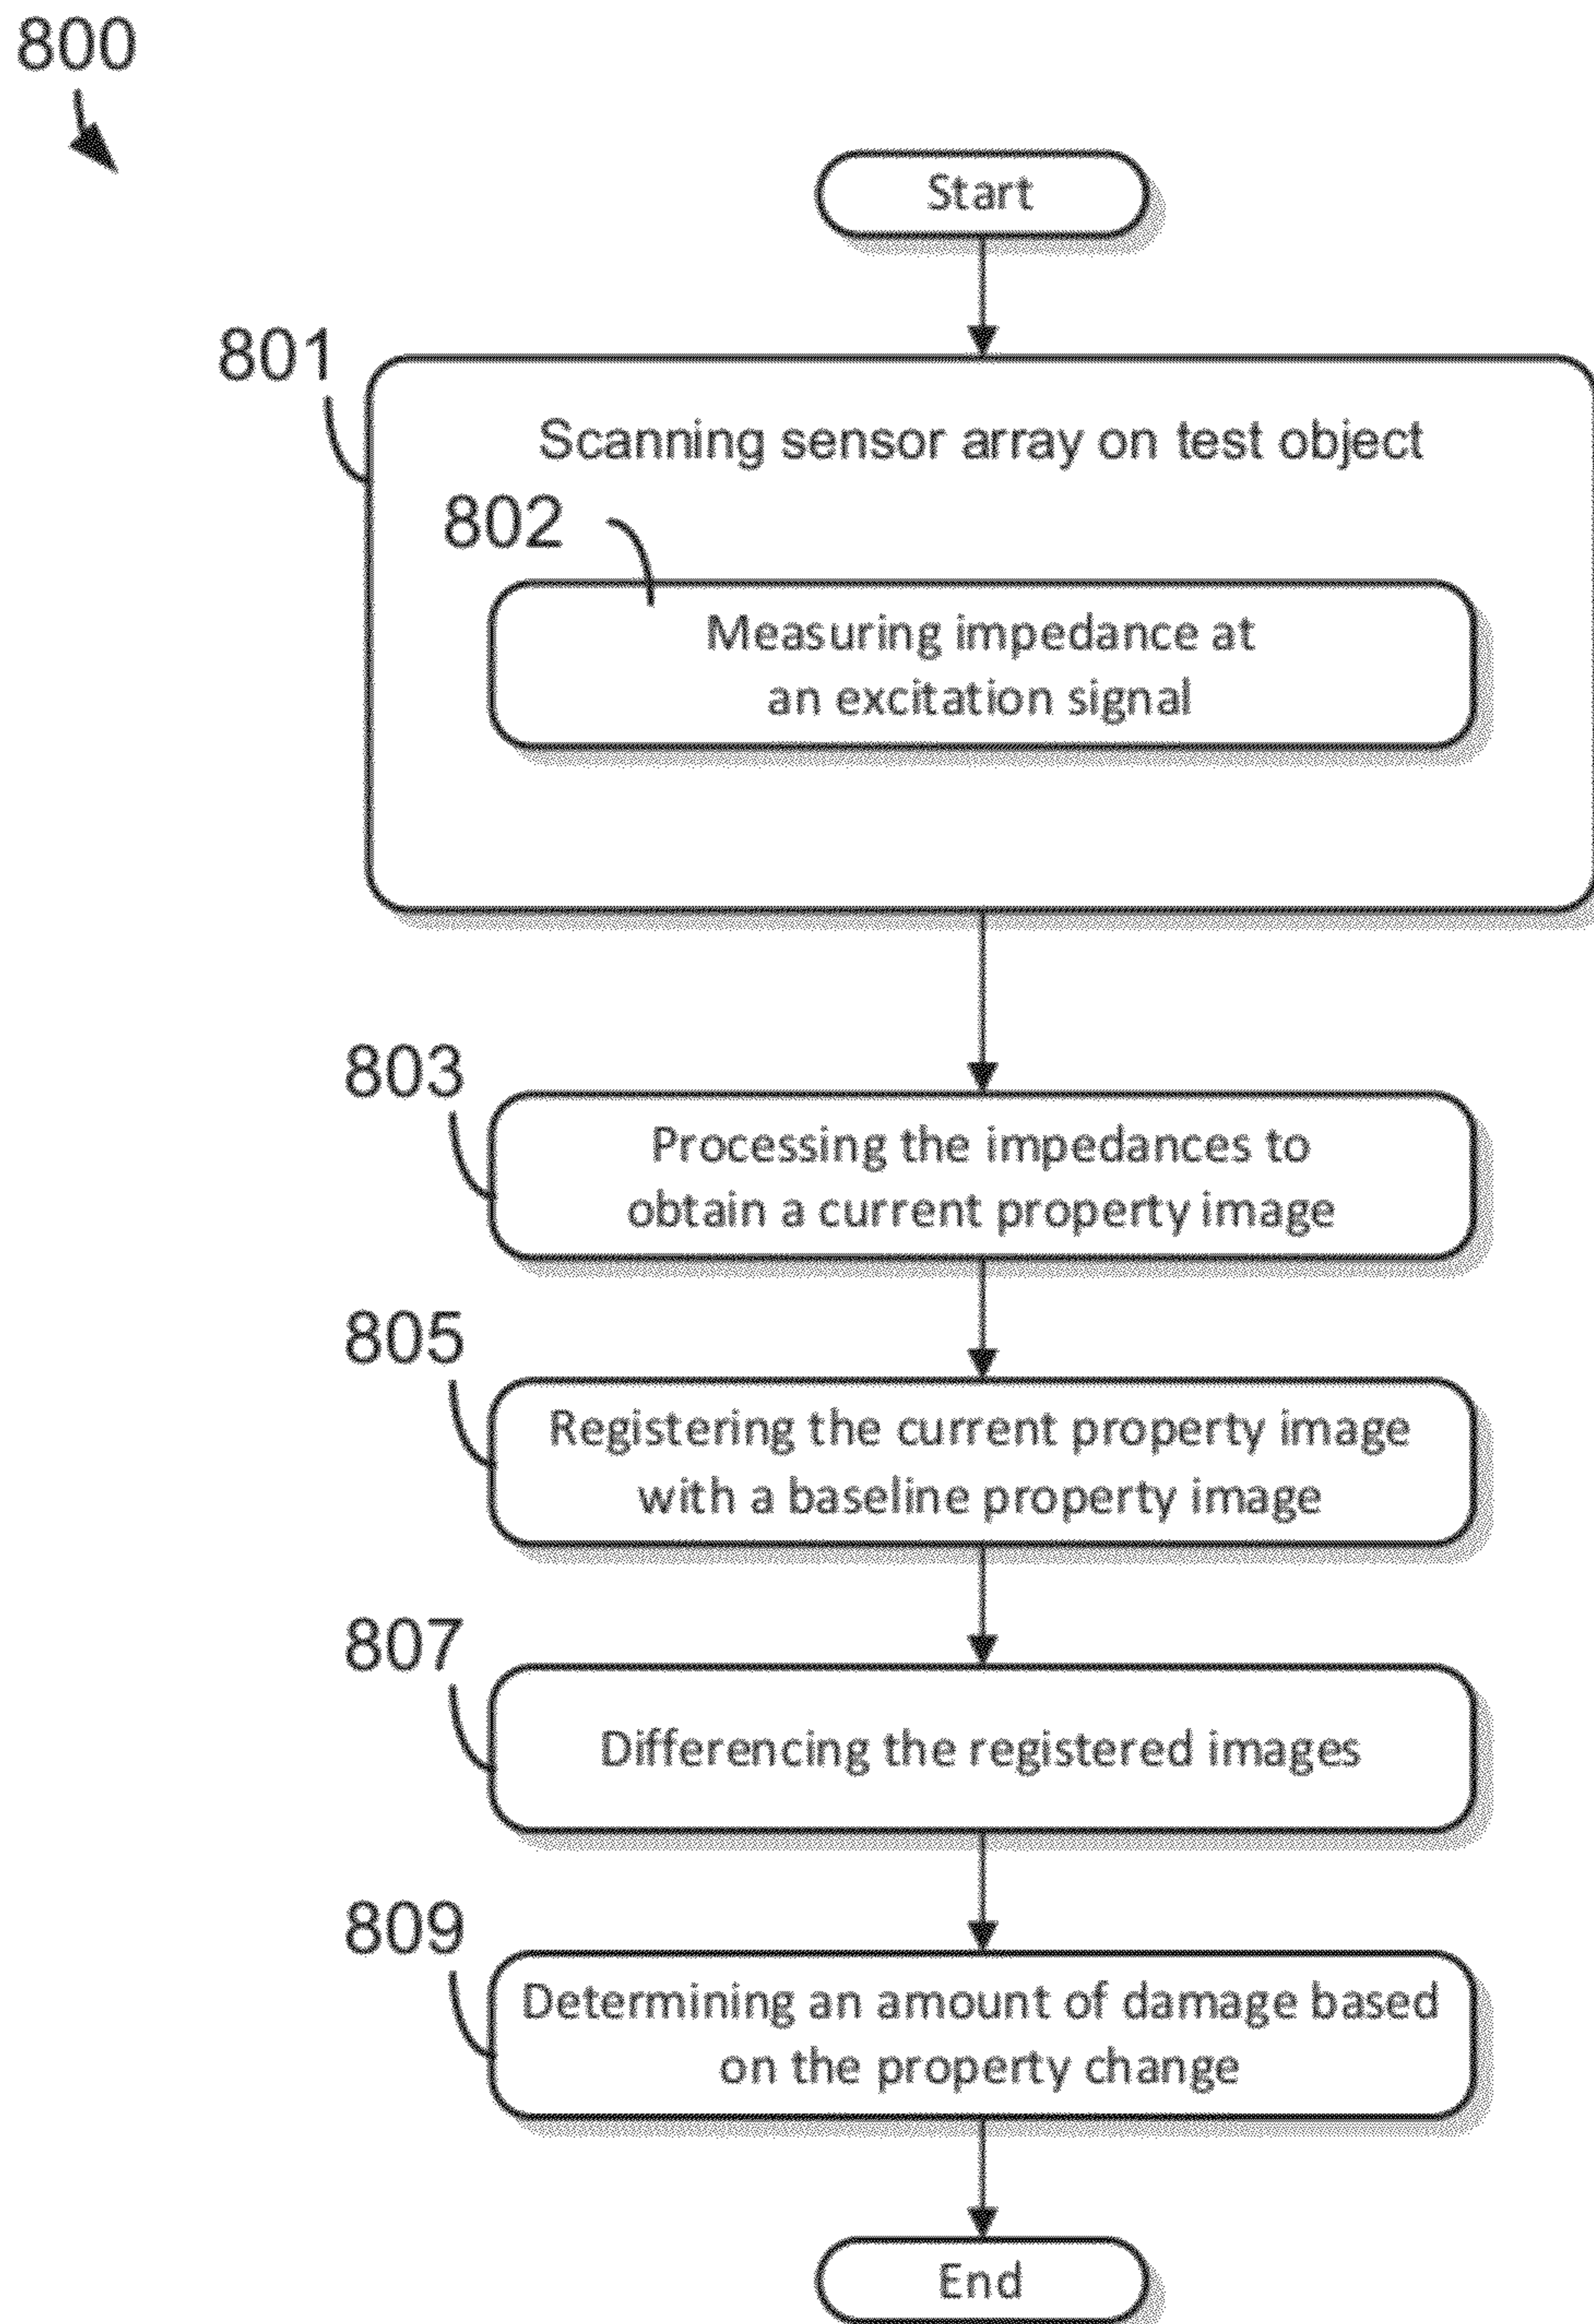 800
Start
801
Scanning sensor array on test object
802
Measuring impedance at
an excitation signal
803
Processing the impedances to
obtain a current property image
805
Registering the current property image
with a baseline property image
807
Differencing the registered images
809
Determining an amount of damage based
on the property change
End